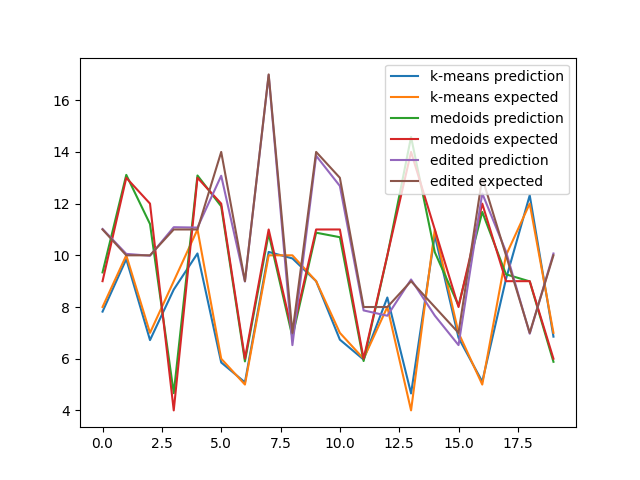 k-means prediction
k-means expected
medoids prediction
medoids expected
edited prediction
edited expected
16
14
12
10
8
6
4
0.0 2.5 5.0 7.5 10.0 12.5 15.0 17.5